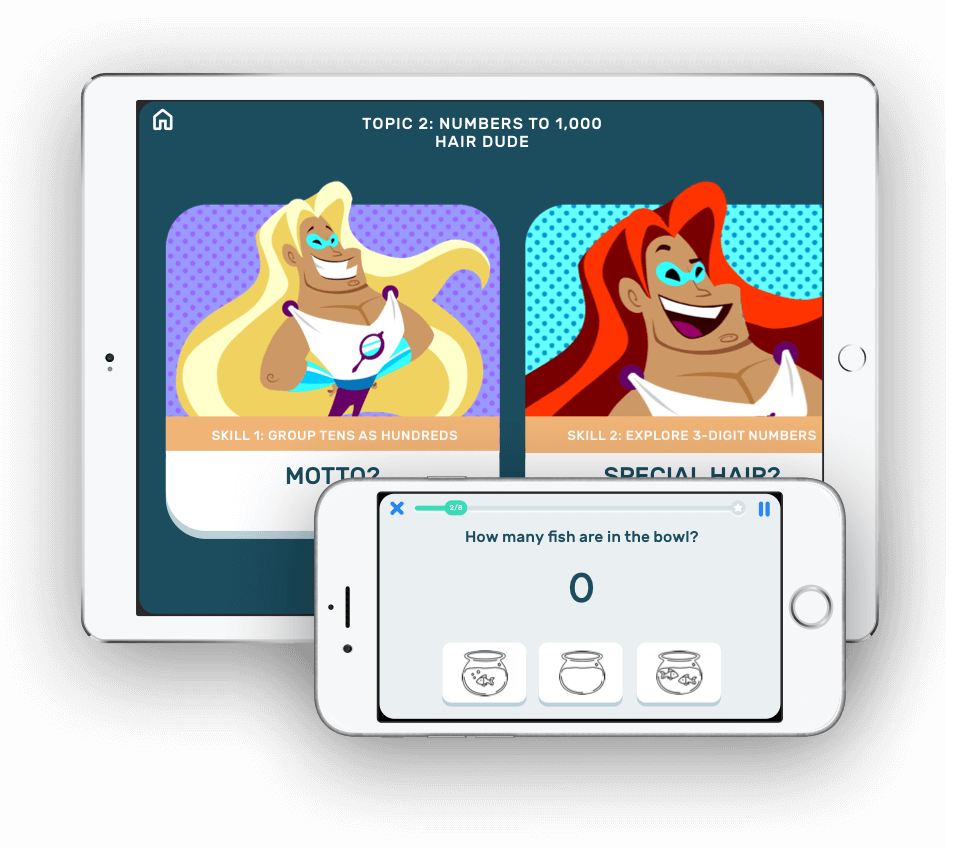 TOPIC 2: NUMBERS TO 1,000
HAIR DUDE
SKILL 1: GROUP TENS AS HUNDREDS
SKILL 2: EXPLORE 3-DIGIT NUMBERS
MOTTO?
SPECIAL HAIR?
2/8
How many fish are in the bowl?
0